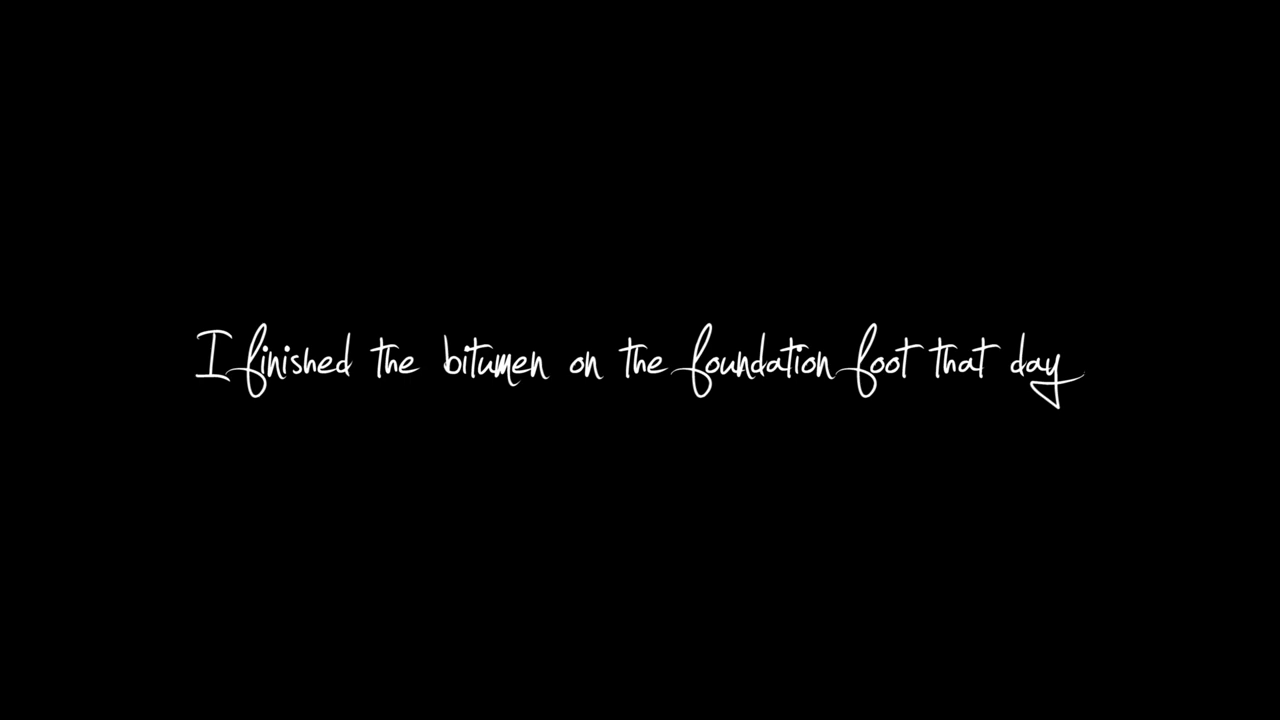 I finished the bitumen on the foundation foot that day